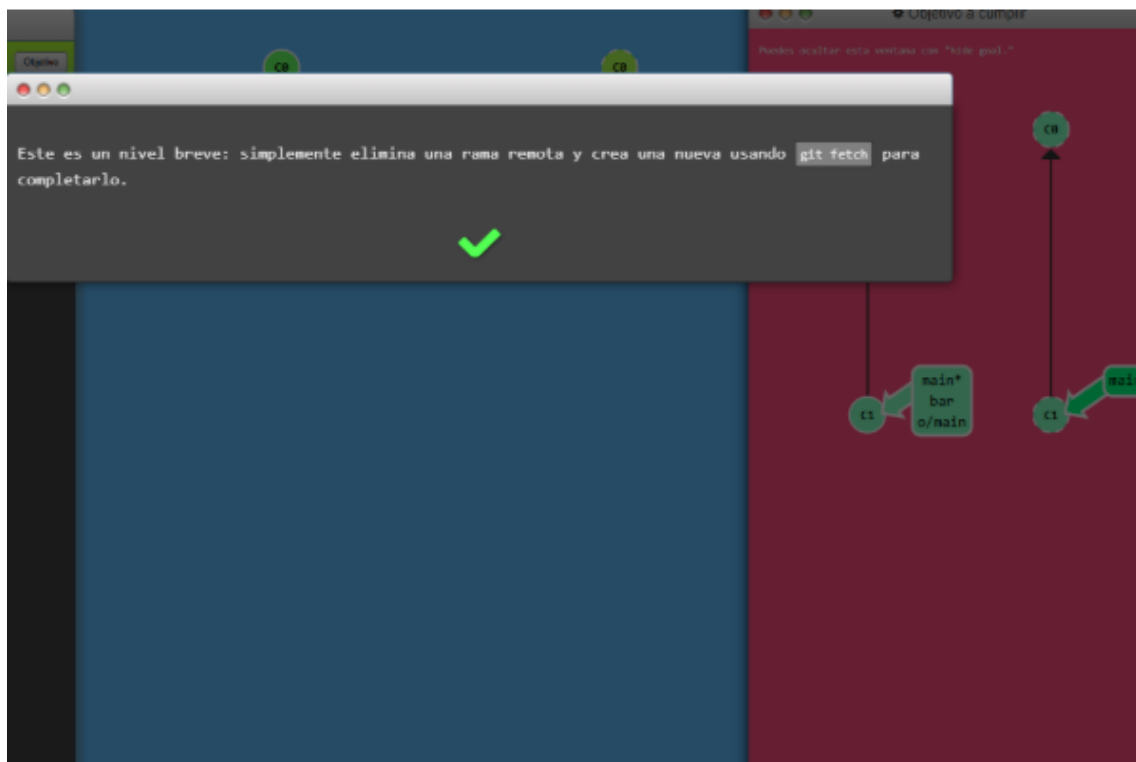 Objetivo a cumplir
Puedes ocultar esta ventana con "hide goal."
Objetivo
C0
C0
C0
Este es un nivel breve: simplemente elimina una rama remota y crea una nueva usando git fetch para
completarlo.
main*
bar
o/main
main
C1
C1